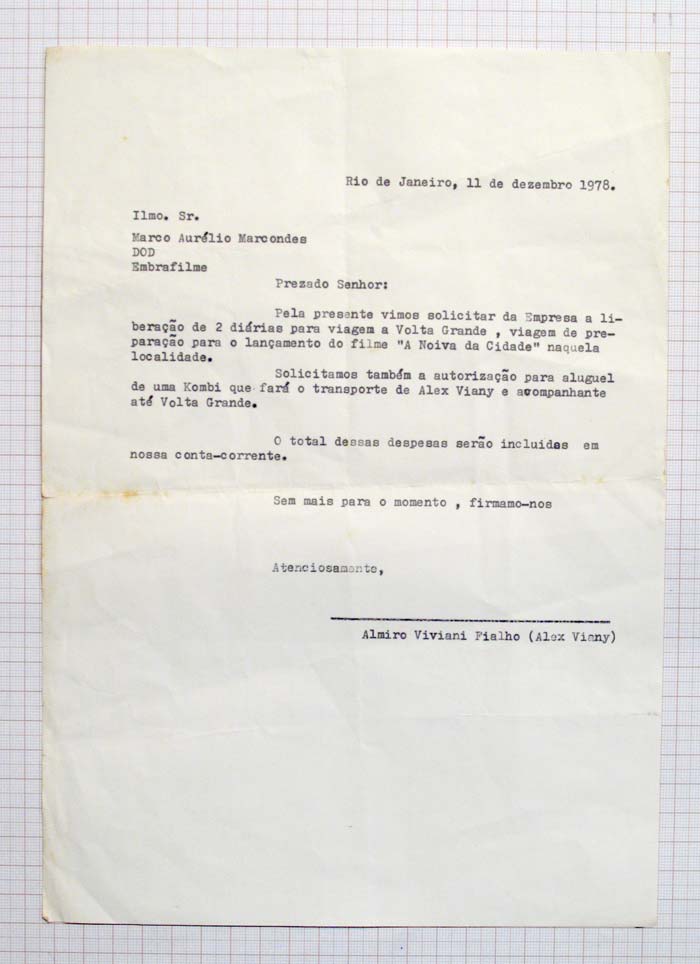 Rio de Janeiro, 11 de dezembro 1978.
Ilmo. Sr.
Marco Aurélio Marcondes
DOD
Embrafilme
Prezado Senhor:
Pela presente vimos solicitar da Empresa a li-
beração de 2 diárias para viagem a Volta Grande , viagem de pre-
paração para o lançamento do filme "A Noiva da Cidade" naquela
localidade.
Solicitamos também a autorização para aluguel
de uma Kombi que fará o transporte de Alex Viany e acompanhante
até Volta Grande.
O total dessas despesas serão incluidas em
nossa conta-corrente.
Sem mais para o momento , firmamo-nos
Atenciosamente,
Almiro Viviani Fialho (Alex Viany)